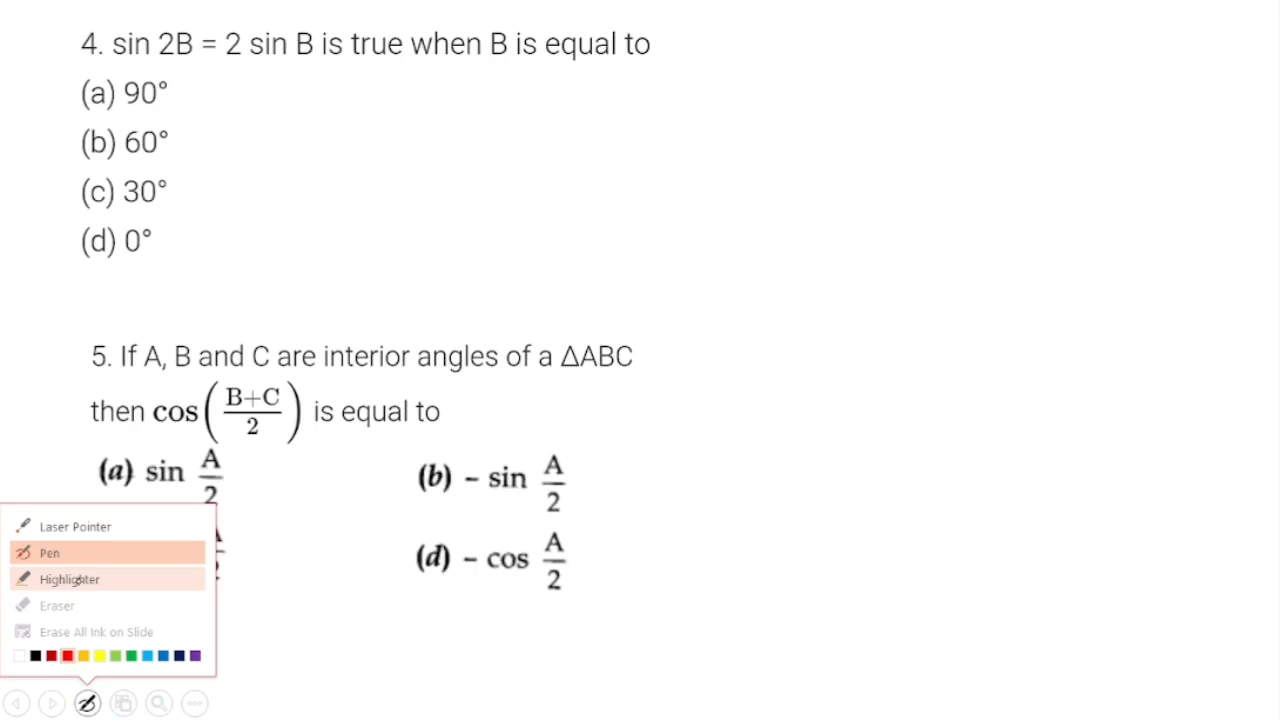 4. sin 2B = 2 sin B is true when B is equal to
(a) 90°
(b) 60°
(c) 30°
(d) 0°
5. If A, B and C are interior angles of a ΔABC
then cos(B+C/2) is equal to
(a) sin A/2 (b) – sin A/2
(d) – cos A/2
Laser Pointer
Pen
Highlighter
Eraser
Erase All Ink on Slide